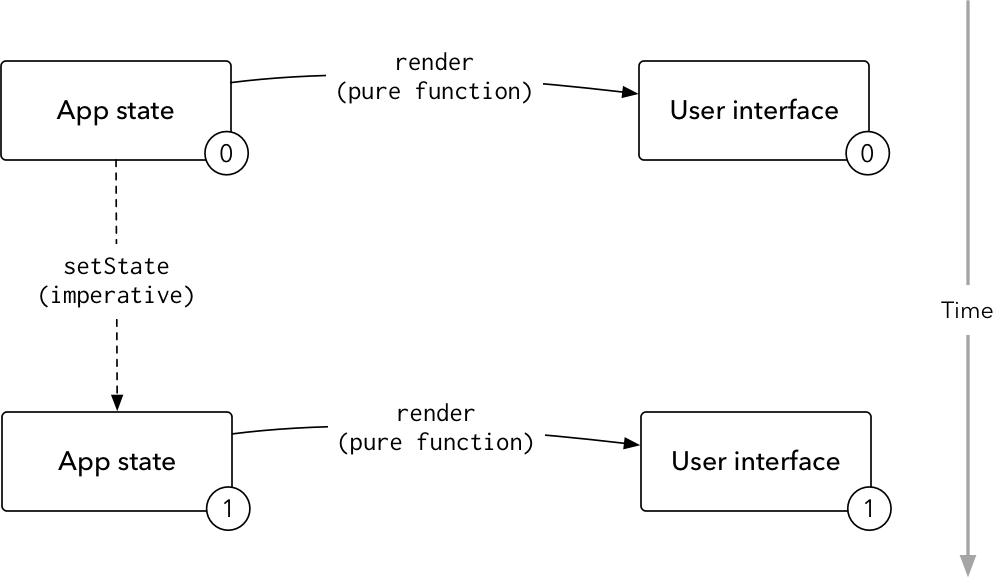 render
(pure function)
App state
User interface
0
0
setState
(imperative)
Time
render
(pure function)
App state
User interface
1
1